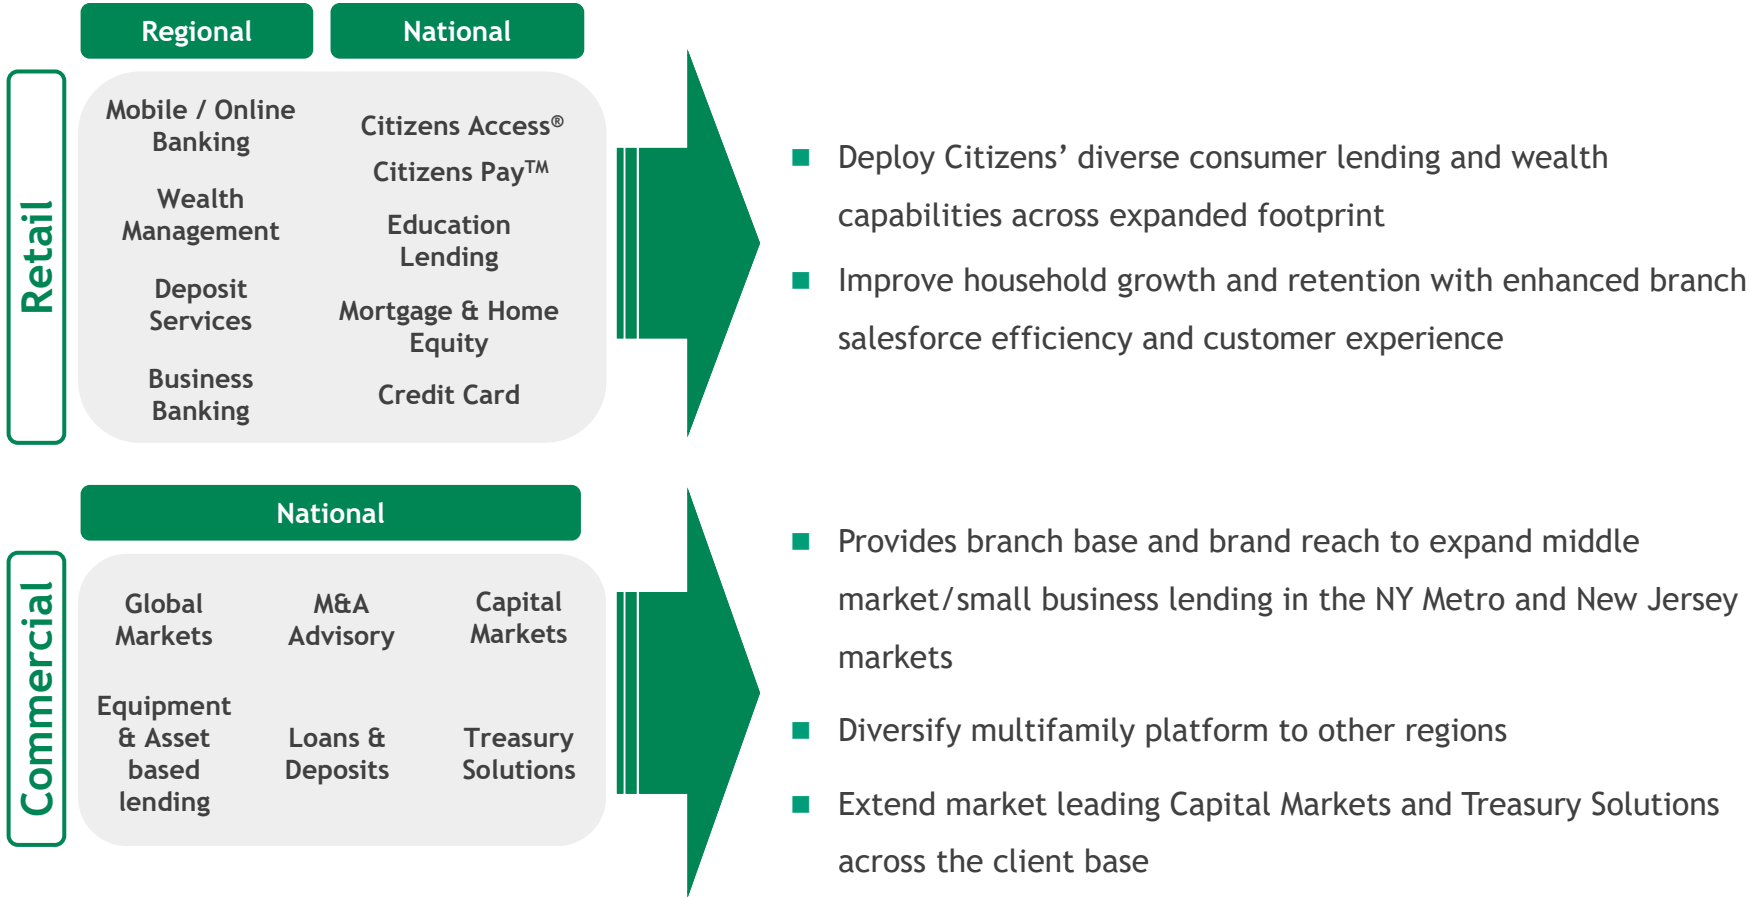 Regional
National
Retail
Mobile / Online
Banking
Wealth
Management
Deposit
Services
Business
Banking
Citizens Access®
Citizens Pay™
Education
Lending
Mortgage & Home
Equity
Credit Card
Deploy Citizens’ diverse consumer lending and wealth
capabilities across expanded footprint
Improve household growth and retention with enhanced branch
salesforce efficiency and customer experience
National
Commercial
Global
Markets
M&A
Advisory
Capital
Markets
Equipment
& Asset
based
lending
Loans &
Deposits
Treasury
Solutions
Provides branch base and brand reach to expand middle
market/small business lending in the NY Metro and New Jersey
markets
Diversify multifamily platform to other regions
Extend market leading Capital Markets and Treasury Solutions
across the client base